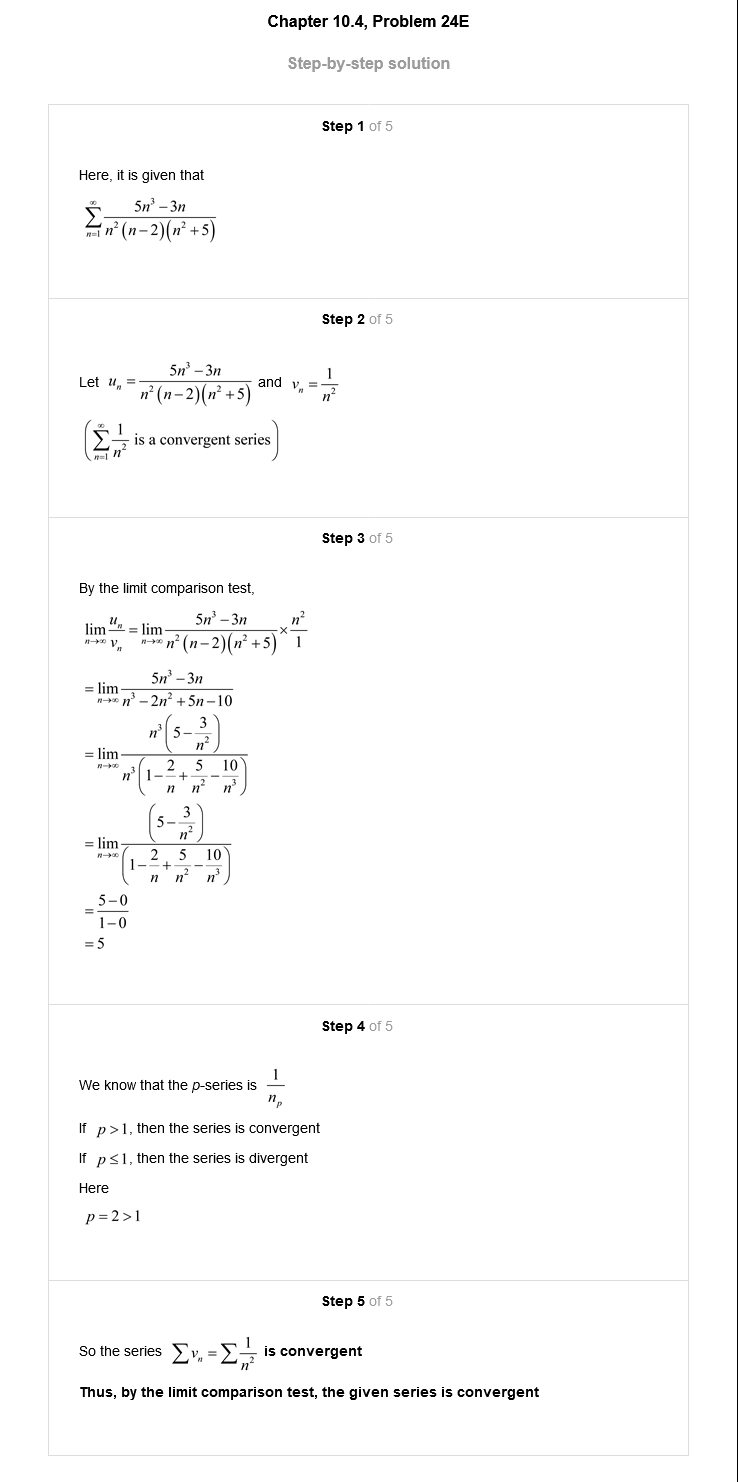 Chapter 10.4, Problem 24E
Step-by-step solution
Step 1 of 5
Here, it is given that
$\sum_{n=1}^{\infty} \frac{5n^3-3n}{n^2(n-2)(n^2+5)}$
Step 2 of 5
Let $u_n = \frac{5n^3-3n}{n^2(n-2)(n^2+5)}$ and $v_n = \frac{1}{n^2}$
$\left(\sum_{n=1}^{\infty} \frac{1}{n^2} \text{ is a convergent series}\right)$
Step 3 of 5
By the limit comparison test,
$\lim_{n\to\infty} \frac{u_n}{v_n} = \lim_{n\to\infty} \frac{5n^3-3n}{n^2(n-2)(n^2+5)} \times \frac{n^2}{1}$
$= \lim_{n\to\infty} \frac{5n^3-3n}{n^3-2n^2+5n-10}$
$= \lim_{n\to\infty} \frac{n^3\left(5-\frac{3}{n^2}\right)}{n^3\left(1-\frac{2}{n}+\frac{5}{n^2}-\frac{10}{n^3}\right)}$
$= \lim_{n\to\infty} \frac{\left(5-\frac{3}{n^2}\right)}{\left(1-\frac{2}{n}+\frac{5}{n^2}-\frac{10}{n^3}\right)}$
$= \frac{5-0}{1-0}$
$= 5$
Step 4 of 5
We know that the p-series is $\frac{1}{n_p}$
If $p>1$, then the series is convergent
If $p \leq 1$, then the series is divergent
Here
$p = 2 > 1$
Step 5 of 5
So the series $\sum v_n = \sum \frac{1}{n^2}$ is convergent
Thus, by the limit comparison test, the given series is convergent